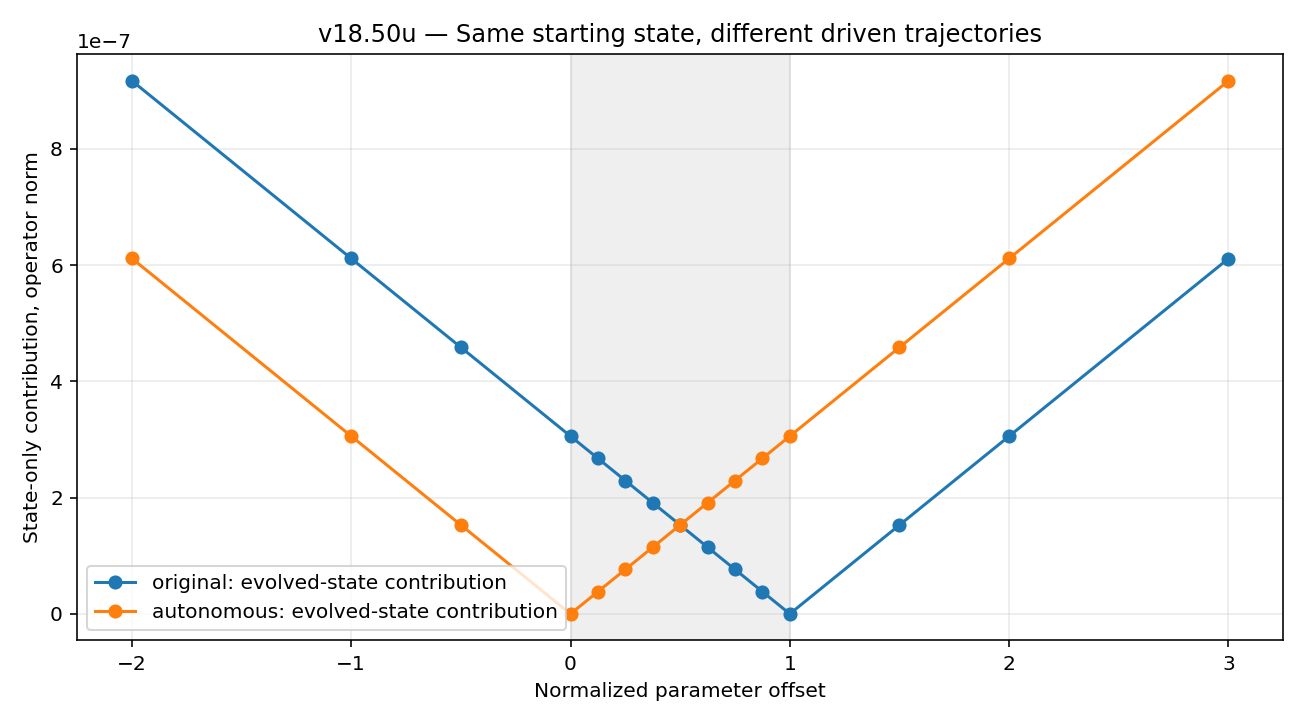 v18.50u — Same starting state, different driven trajectories
1e−7
State-only contribution, operator norm
8
6
4
2
0
original: evolved-state contribution
autonomous: evolved-state contribution
−2 −1 0 1 2 3
Normalized parameter offset